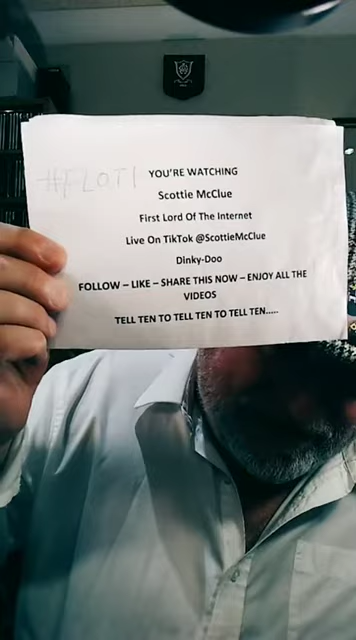 #FLOTI
YOU'RE WATCHING
Scottie McClue
First Lord Of The Internet
Live On TikTok @ScottieMcClue
Dinky-Doo
FOLLOW – LIKE – SHARE THIS NOW – ENJOY ALL THE
VIDEOS
TELL TEN TO TELL TEN TO TELL TEN.....